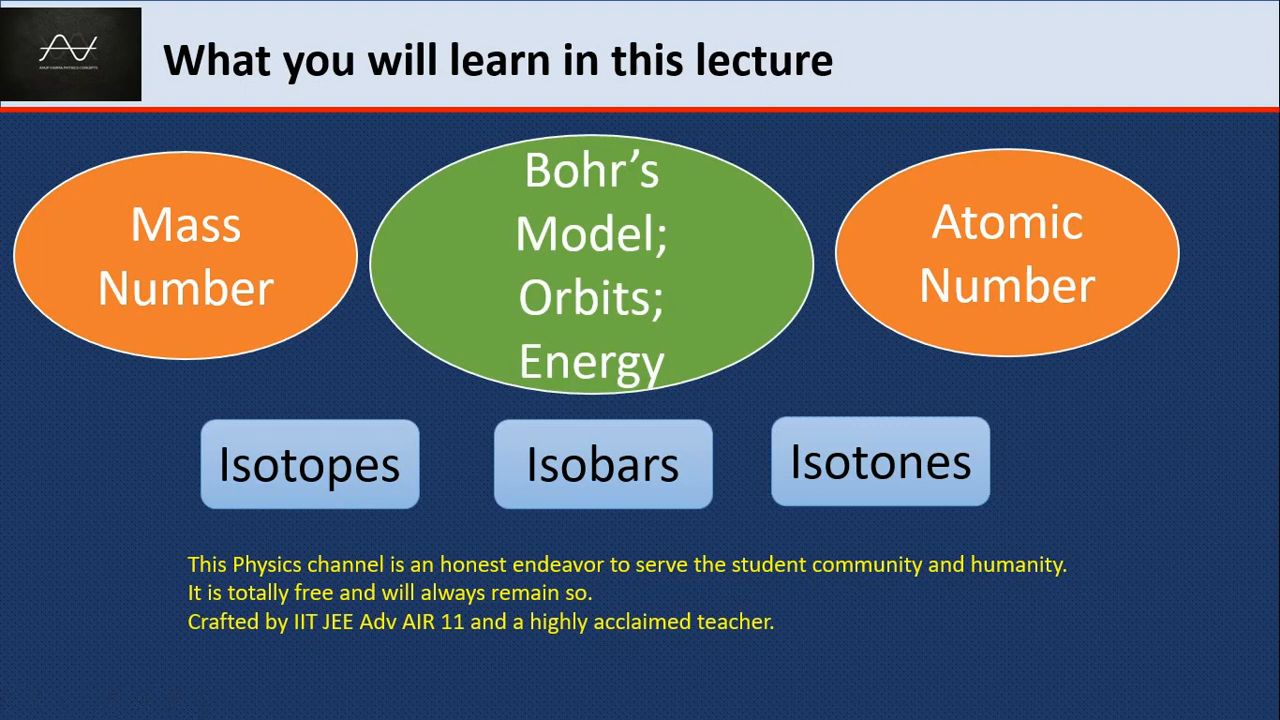 What you will learn in this lecture
Mass
Number
Bohr's
Model;
Orbits;
Energy
Atomic
Number
Isotopes
Isobars
Isotones
This Physics channel is an honest endeavor to serve the student community and humanity.
It is totally free and will always remain so.
Crafted by IIT JEE Adv AIR 11 and a highly acclaimed teacher.